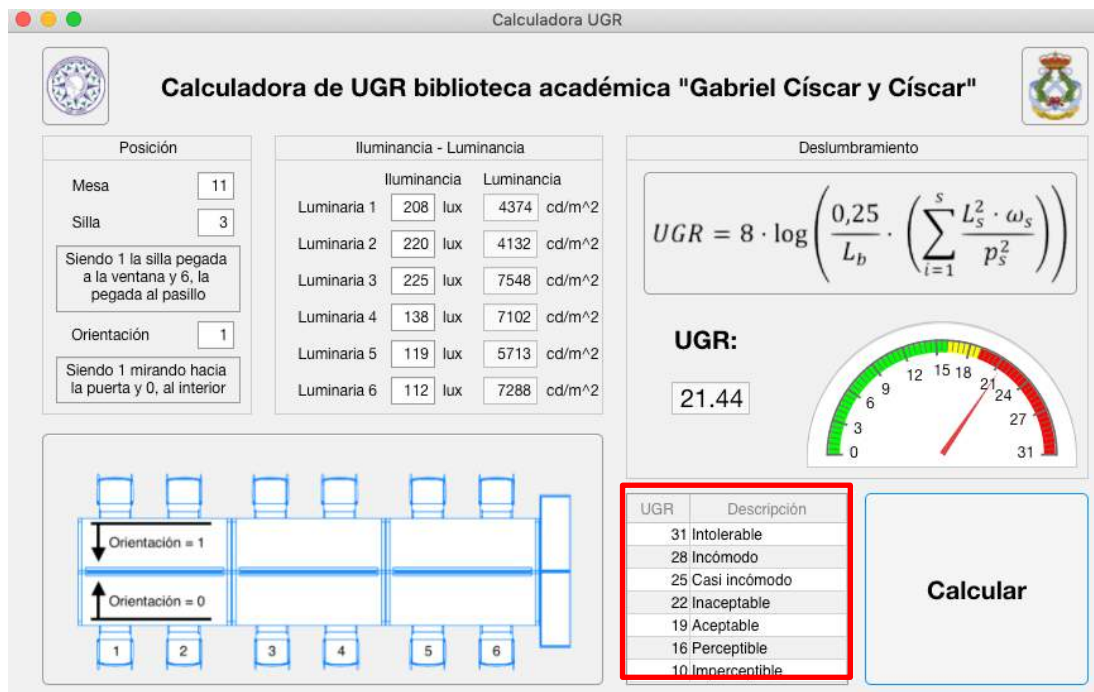 Calculadora UGR
Calculadora de UGR biblioteca académica "Gabriel Císcar y Císcar"
Posición
Mesa 11
Silla 3
Siendo 1 la silla pegada
a la ventana y 6, la
pegada al pasillo
Orientación 1
Siendo 1 mirando hacia
la puerta y 0, al interior
Iluminancia - Luminancia
Iluminancia Luminancia
Luminaria 1 208 lux 4374 cd/m^2
Luminaria 2 220 lux 4132 cd/m^2
Luminaria 3 225 lux 7548 cd/m^2
Luminaria 4 138 lux 7102 cd/m^2
Luminaria 5 119 lux 5713 cd/m^2
Luminaria 6 112 lux 7288 cd/m^2
Deslumbramiento
UGR = 8 · log(0,25/L_b · (∑_{i=1}^{s} L_s^2 · ω_s / p_s^2))
UGR:
21.44
0 3 6 9 12 15 18 21 24 27 31
Orientación = 1
Orientación = 0
1 2 3 4 5 6
UGR Descripción
31 Intolerable
28 Incómodo
25 Casi incómodo
22 Inaceptable
19 Aceptable
16 Perceptible
10 Imperceptible
Calcular